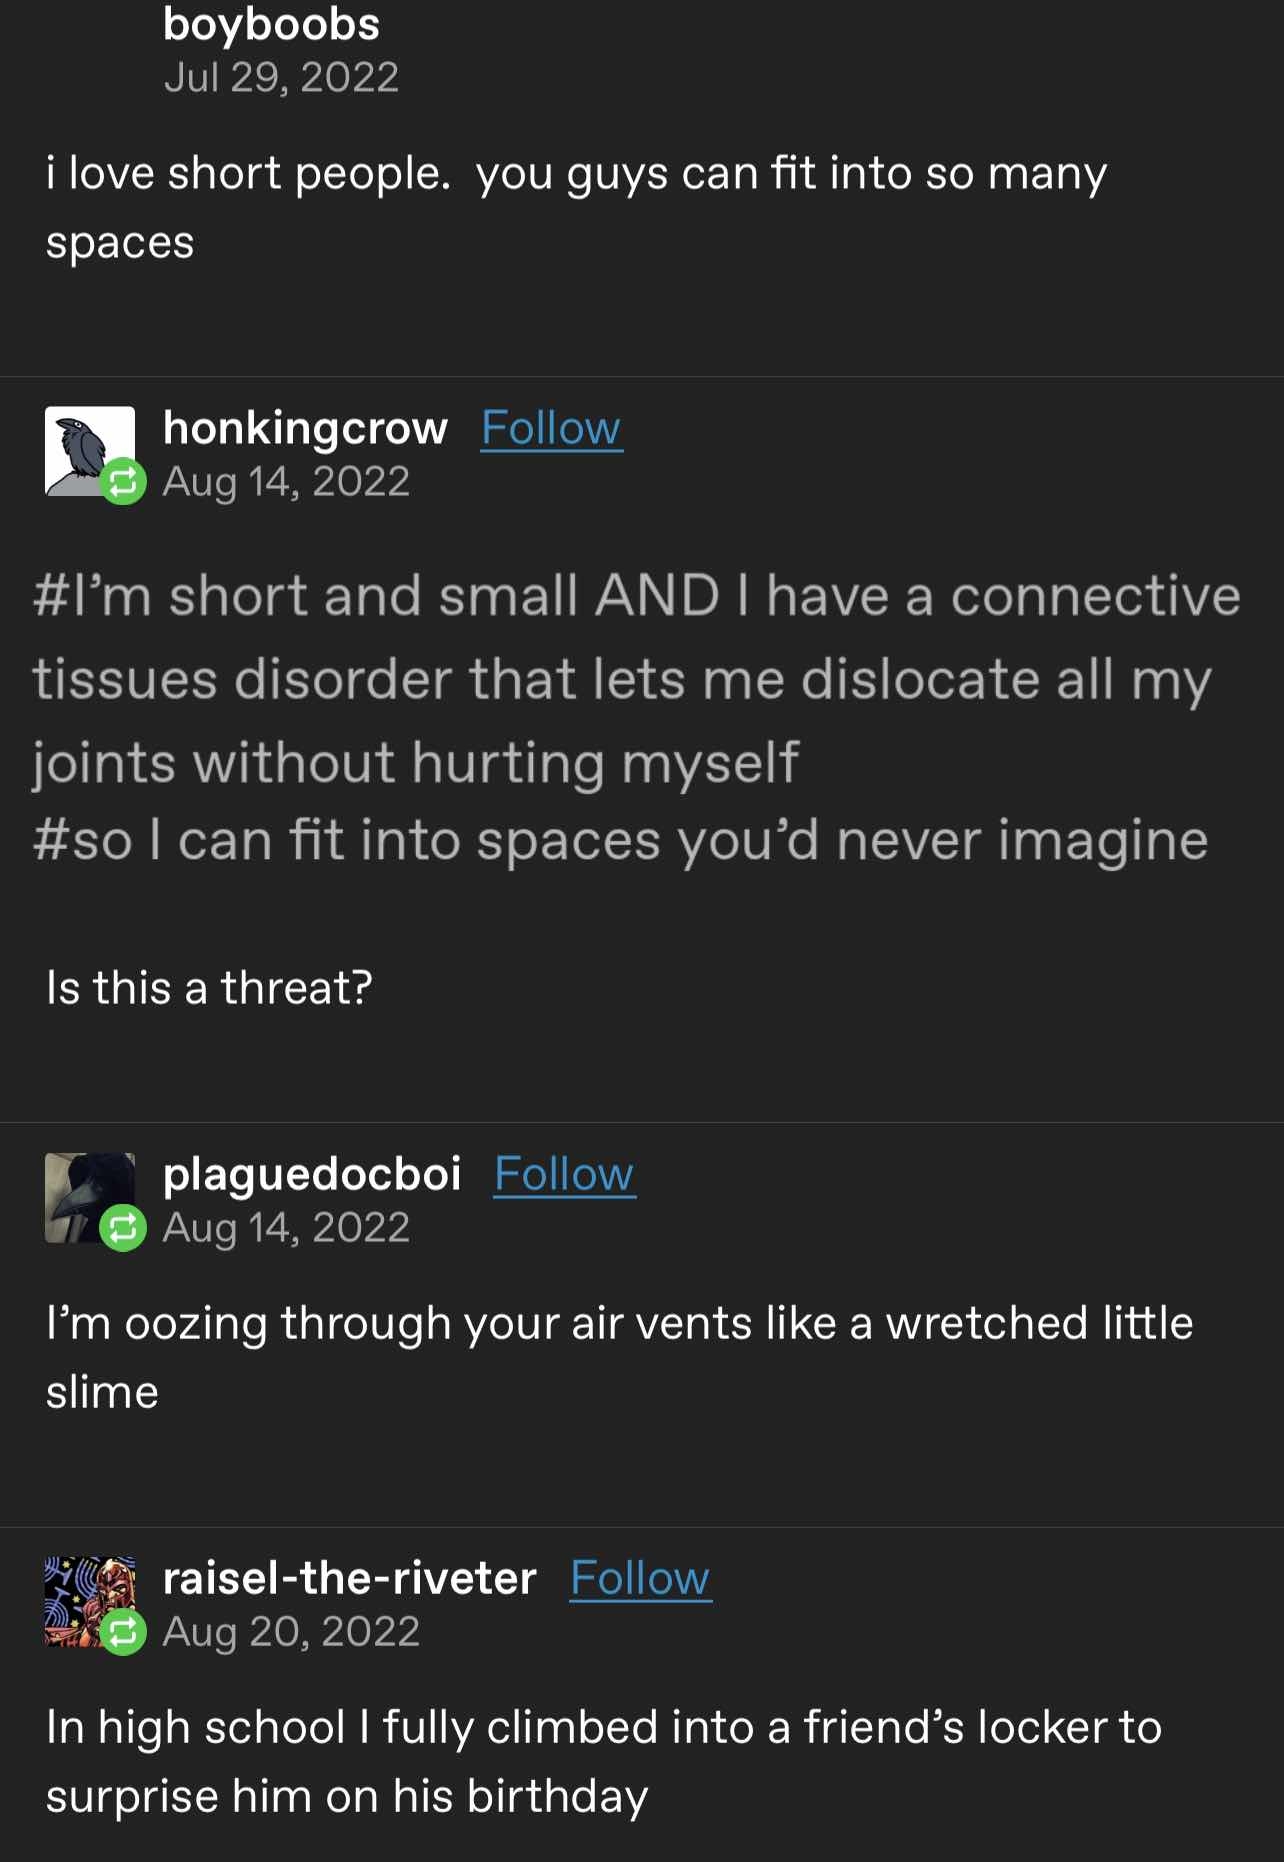 boyboobs
Jul 29, 2022
i love short people.  you guys can fit into so many
spaces
honkingcrow Follow
Aug 14, 2022
#I’m short and small AND I have a connective
tissues disorder that lets me dislocate all my
joints without hurting myself
#so I can fit into spaces you’d never imagine
Is this a threat?
plaguedocboi Follow
Aug 14, 2022
I’m oozing through your air vents like a wretched little
slime
raisel-the-riveter Follow
Aug 20, 2022
In high school I fully climbed into a friend’s locker to
surprise him on his birthday